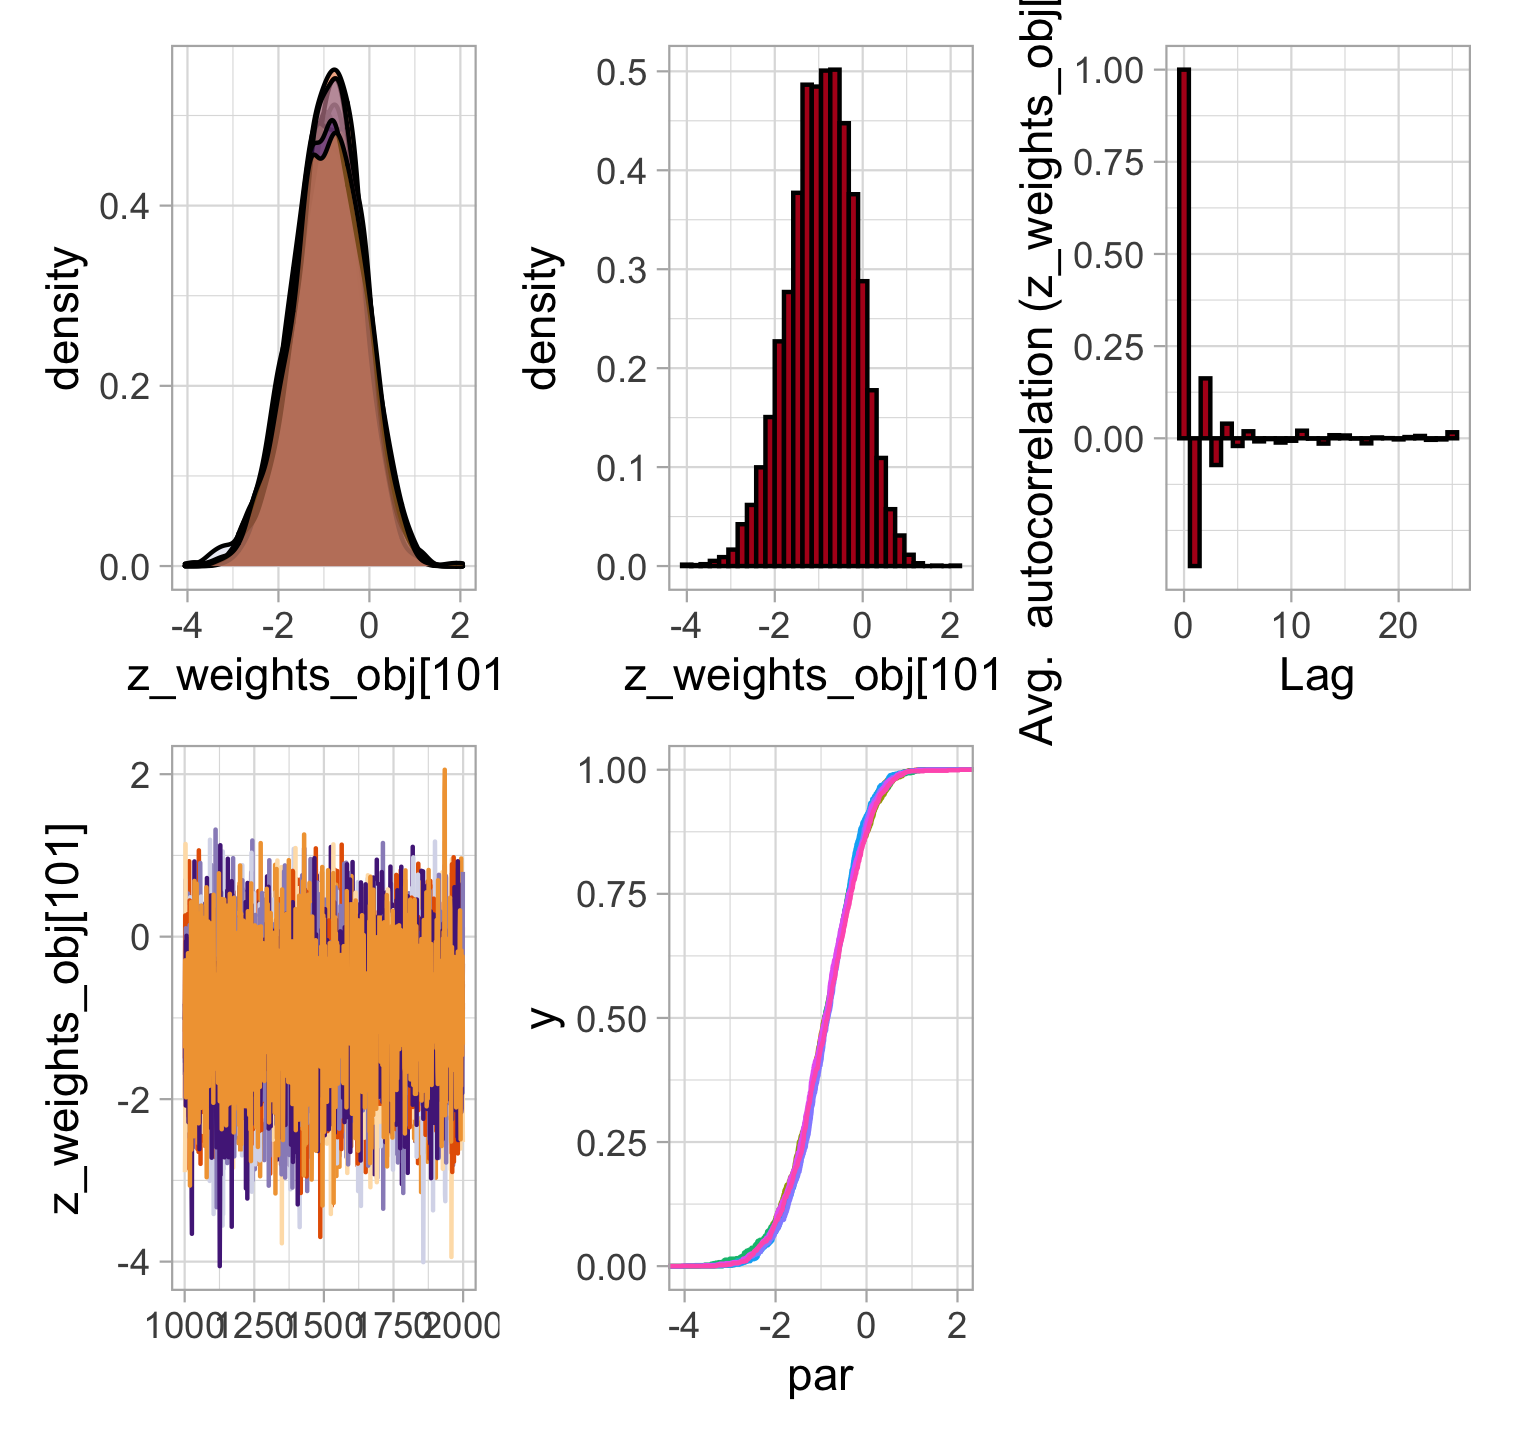 density
0.4
0.2
0.0
-4 -2 0 2
z_weights_obj[101
density
0.5
0.4
0.3
0.2
0.1
0.0
-4 -2 0 2
z_weights_obj[101
Avg. autocorrelation (z_weights_obj[
1.00
0.75
0.50
0.25
0.00
0 10 20
Lag
z_weights_obj[101]
2
0
-2
-4
1000 1250 1500 1750 2000
y
1.00
0.75
0.50
0.25
0.00
-4 -2 0 2
par